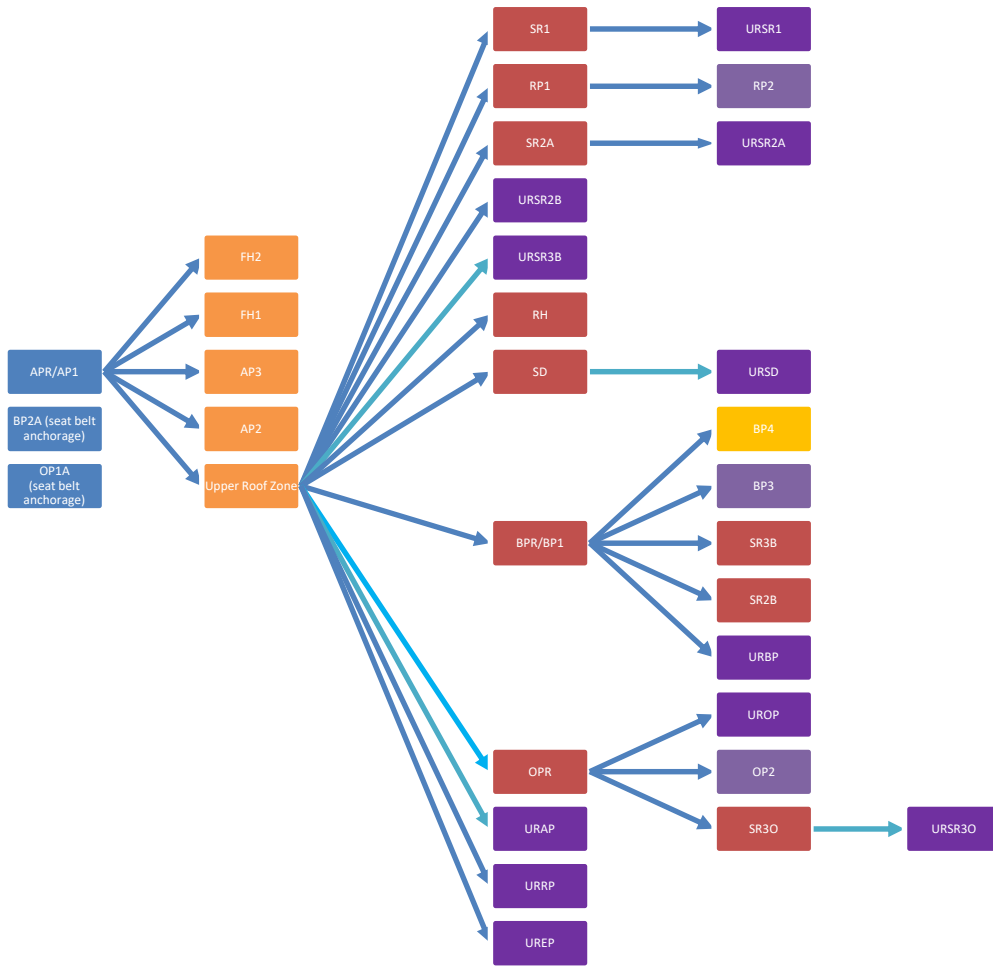 SR1
URSR1
RP1
RP2
SR2A
URSR2A
URSR2B
FH2
URSR3B
FH1
RH
APR/AP1
AP3
SD
URSD
BP2A (seat belt
anchorage)
AP2
BP4
OP1A
(seat belt
anchorage)
Upper Roof Zone
BP3
BPR/BP1
SR3B
SR2B
URBP
UROP
OPR
OP2
URAP
SR3O
URSR3O
URRP
UREP